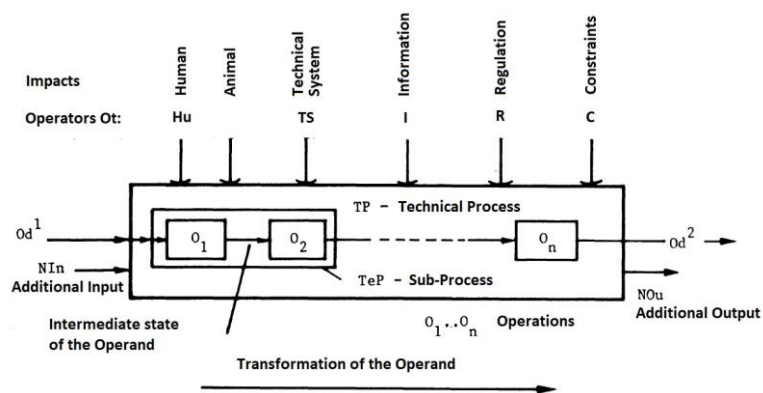 Impacts
Human
Animal
Technical
System
Information
Regulation
Constraints
Operators Ot: Hu TS I R C
TP - Technical Process
Od1
O1 O2 On
Od2
NIn
Additional Input
TeP - Sub-Process
NOu
Additional Output
Intermediate state
of the Operand
O1..On Operations
Transformation of the Operand